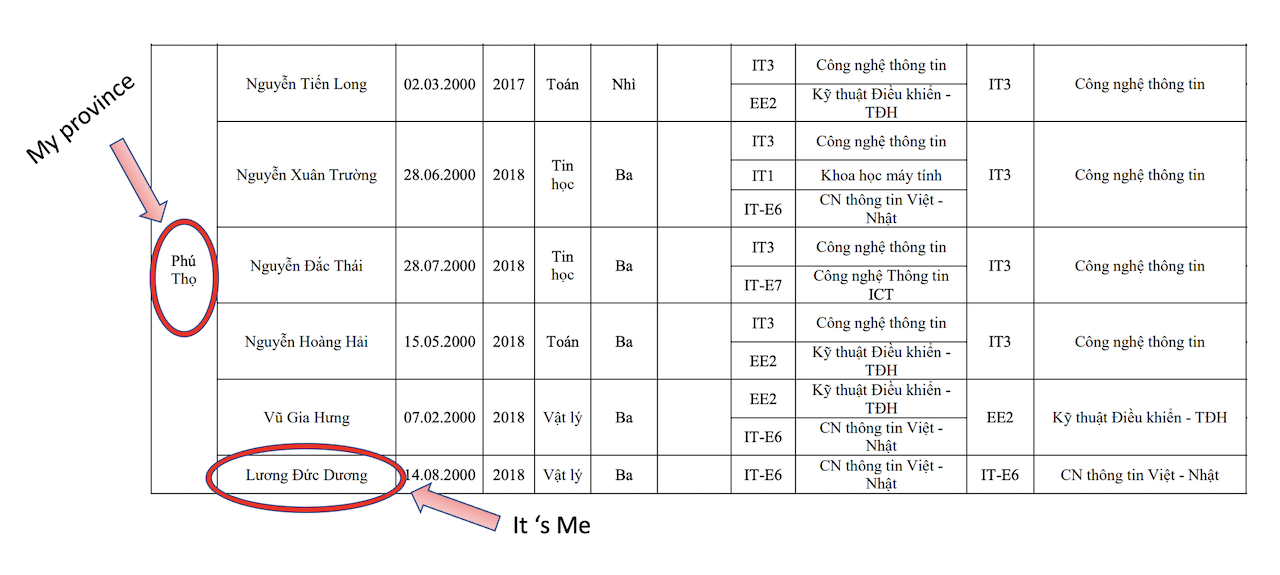 My province
Phú
Thọ
Nguyễn Tiến Long 02.03.2000 2017 Toán Nhì
IT3 Công nghệ thông tin
EE2 Kỹ thuật Điều khiển -
TĐH
IT3 Công nghệ thông tin
Nguyễn Xuân Trường 28.06.2000 2018 Tin
học
Ba
IT3 Công nghệ thông tin
IT1 Khoa học máy tính
IT-E6 CN thông tin Việt -
Nhật
IT3 Công nghệ thông tin
Nguyễn Đắc Thái 28.07.2000 2018 Tin
học
Ba
IT3 Công nghệ thông tin
IT-E7 Công nghệ Thông tin
ICT
IT3 Công nghệ thông tin
Nguyễn Hoàng Hải 15.05.2000 2018 Toán Ba
IT3 Công nghệ thông tin
EE2 Kỹ thuật Điều khiển -
TĐH
IT3 Công nghệ thông tin
Vũ Gia Hưng 07.02.2000 2018 Vật lý Ba
EE2 Kỹ thuật Điều khiển -
TĐH
IT-E6 CN thông tin Việt -
Nhật
EE2 Kỹ thuật Điều khiển - TĐH
Lương Đức Dương 14.08.2000 2018 Vật lý Ba
IT-E6 CN thông tin Việt -
Nhật
IT-E6 CN thông tin Việt - Nhật
It ‘s Me